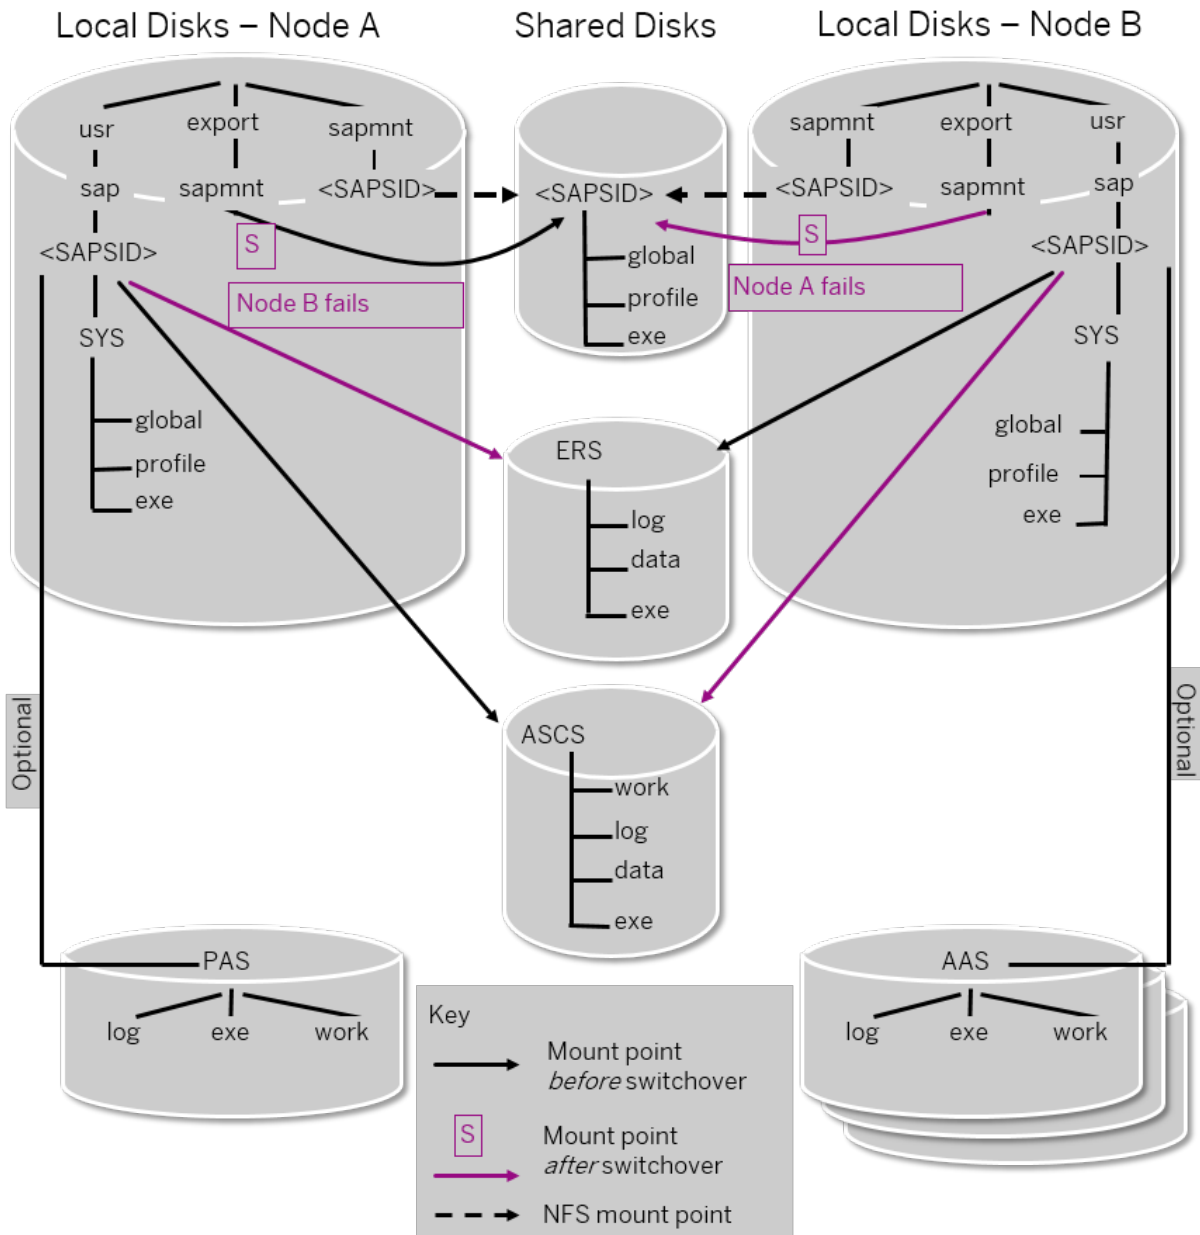 Local Disks – Node A
Shared Disks
Local Disks – Node B
usr
export
sapmnt
sap
sapmnt
<SAPSID>
<SAPSID>
SYS
global
profile
exe
S
Node B fails
<SAPSID>
global
profile
exe
sapmnt
export
usr
<SAPSID>
sapmnt
sap
<SAPSID>
SYS
global
profile
exe
S
Node A fails
ERS
log
data
exe
ASCS
work
log
data
exe
Optional
Optional
PAS
log
exe
work
AAS
log
exe
work
Key
Mount point
before switchover
S
Mount point
after switchover
NFS mount point